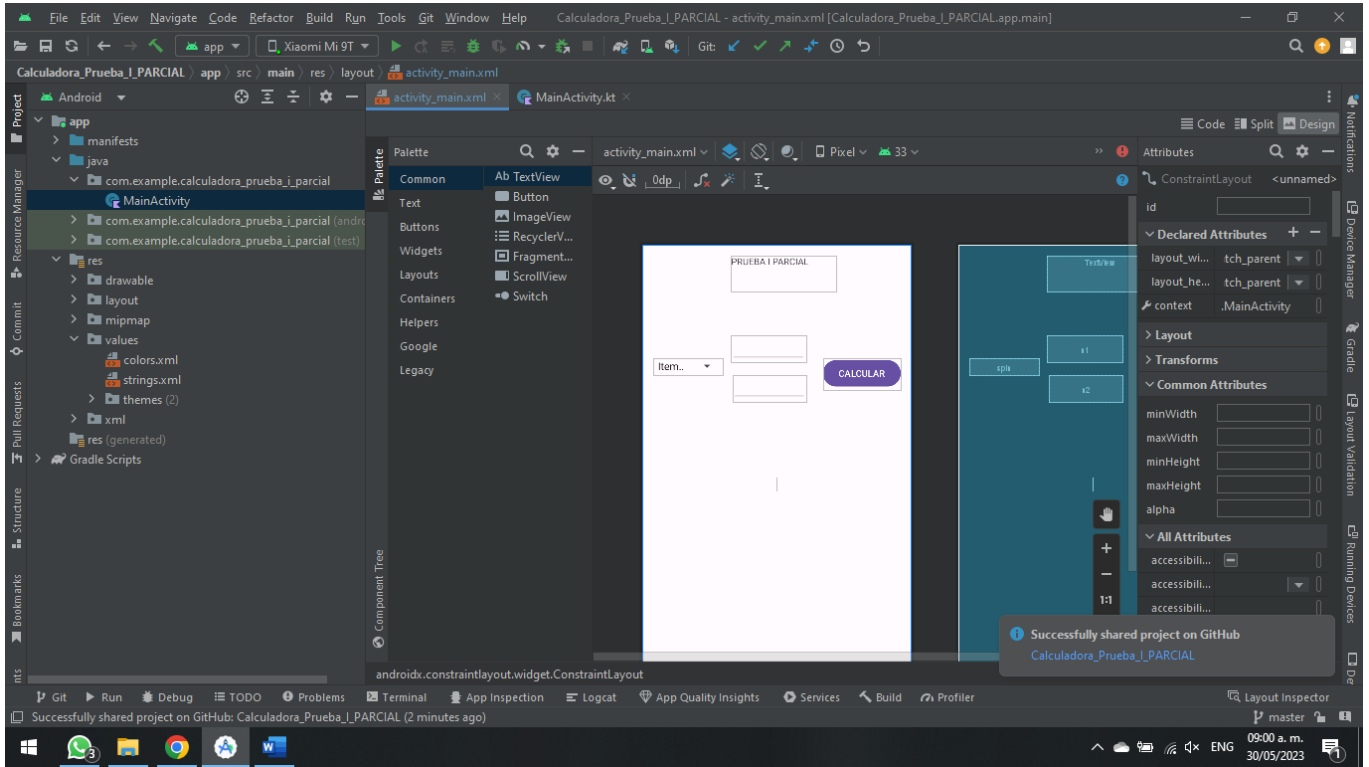 File Edit View Navigate Code Refactor Build Run Tools Git Window Help Calculadora_Prueba_I_PARCIAL - activity_main.xml [Calculadora_Prueba_I_PARCIAL.app.main]
app Xiaomi Mi 9T Git:
Calculadora_Prueba_I_PARCIAL app src main res layout activity_main.xml
Project
Resource Manager
Commit
Pull Requests
Structure
Bookmarks
Android
app
manifests
java
com.example.calculadora_prueba_i_parcial
MainActivity
com.example.calculadora_prueba_i_parcial (andro
com.example.calculadora_prueba_i_parcial (test)
res
drawable
layout
mipmap
values
colors.xml
strings.xml
themes (2)
xml
res (generated)
Gradle Scripts
activity_main.xml MainActivity.kt
Code Split Design
Palette
Palette
Common
Text
Buttons
Widgets
Layouts
Containers
Helpers
Google
Legacy
Ab TextView
Button
ImageView
RecyclerV...
Fragment...
ScrollView
Switch
Component Tree
activity_main.xml Pixel 33
0dp
PRUEBA I PARCIAL
Item..
CALCULAR
TextView
spn
1:1
androidx.constraintlayout.widget.ConstraintLayout
Attributes
ConstraintLayout <unnamed>
id
Declared Attributes
layout_wi... tch_parent
layout_he... tch_parent
context .MainActivity
Layout
Transforms
Common Attributes
minWidth
maxWidth
minHeight
maxHeight
alpha
All Attributes
accessibili...
accessibili...
accessibili...
Notifications
Device Manager
Gradle
Layout Validation
Running Devices
De
Successfully shared project on GitHub
Calculadora_Prueba_I_PARCIAL
Git Run Debug TODO Problems Terminal App Inspection Logcat App Quality Insights Services Build Profiler Layout Inspector
Successfully shared project on GitHub: Calculadora_Prueba_I_PARCIAL (2 minutes ago) master
3 ENG 09:00 a. m.
30/05/2023 1